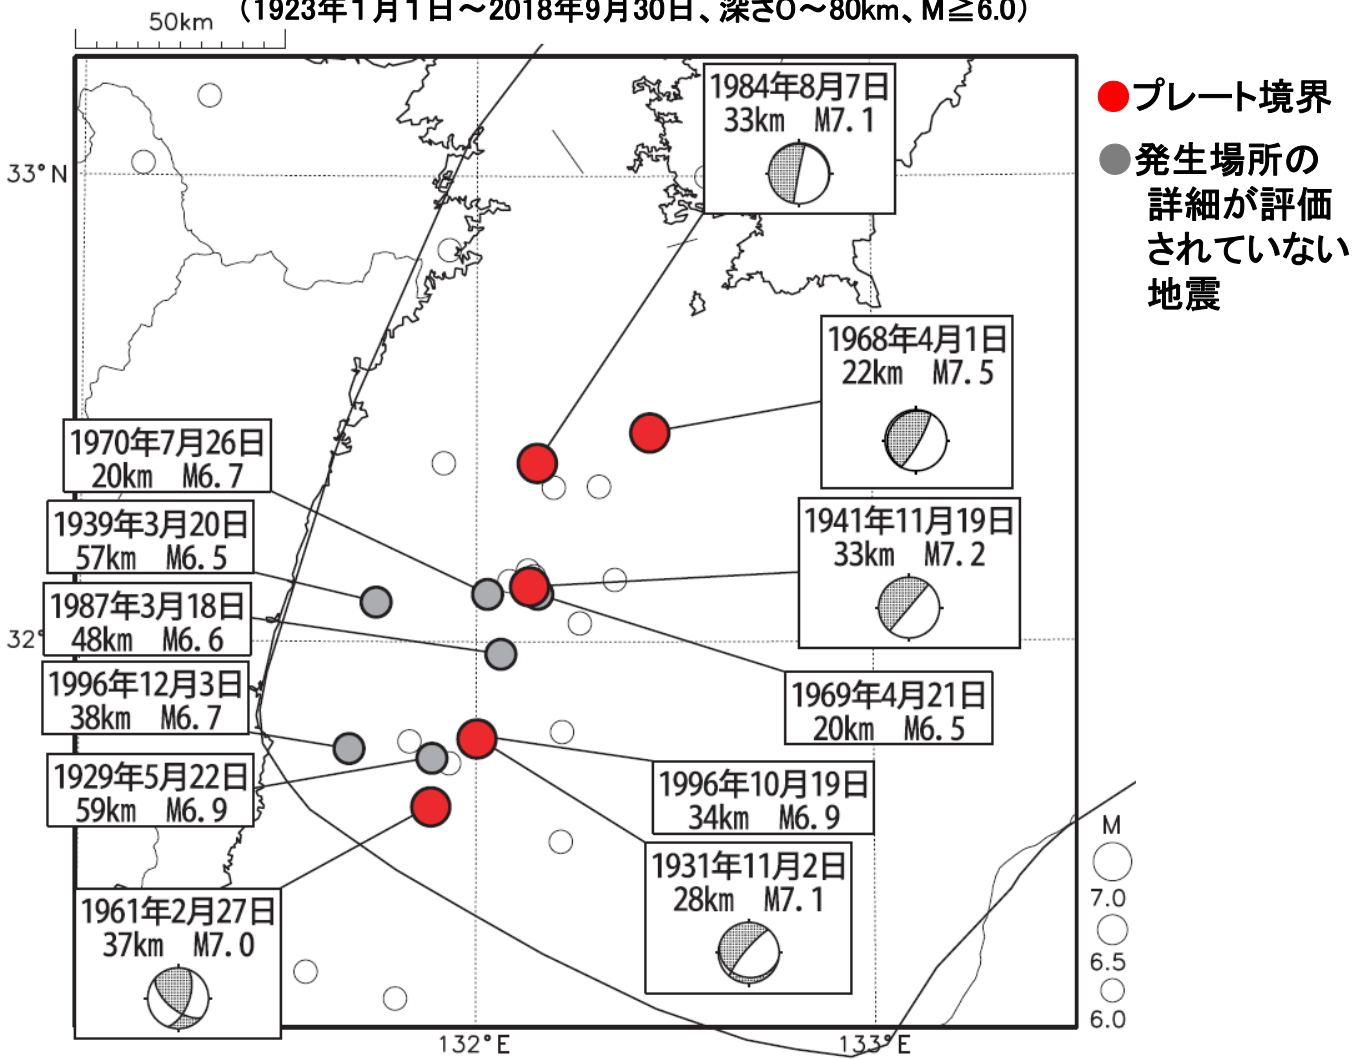 （1923年１月１日～2018年9月30日、深さ0～80km、M≧6.0）
50km
33°N
●プレート境界
●発生場所の
詳細が評価
されていない
地震
1984年8月7日
33km M7.1
1968年4月1日
22km M7.5
1970年7月26日
20km M6.7
1939年3月20日
57km M6.5
1941年11月19日
33km M7.2
1987年3月18日
48km M6.6
32°
1996年12月3日
38km M6.7
1969年4月21日
20km M6.5
1929年5月22日
59km M6.9
1996年10月19日
34km M6.9
1931年11月2日
28km M7.1
1961年2月27日
37km M7.0
M
7.0
6.5
6.0
132°E
133°E